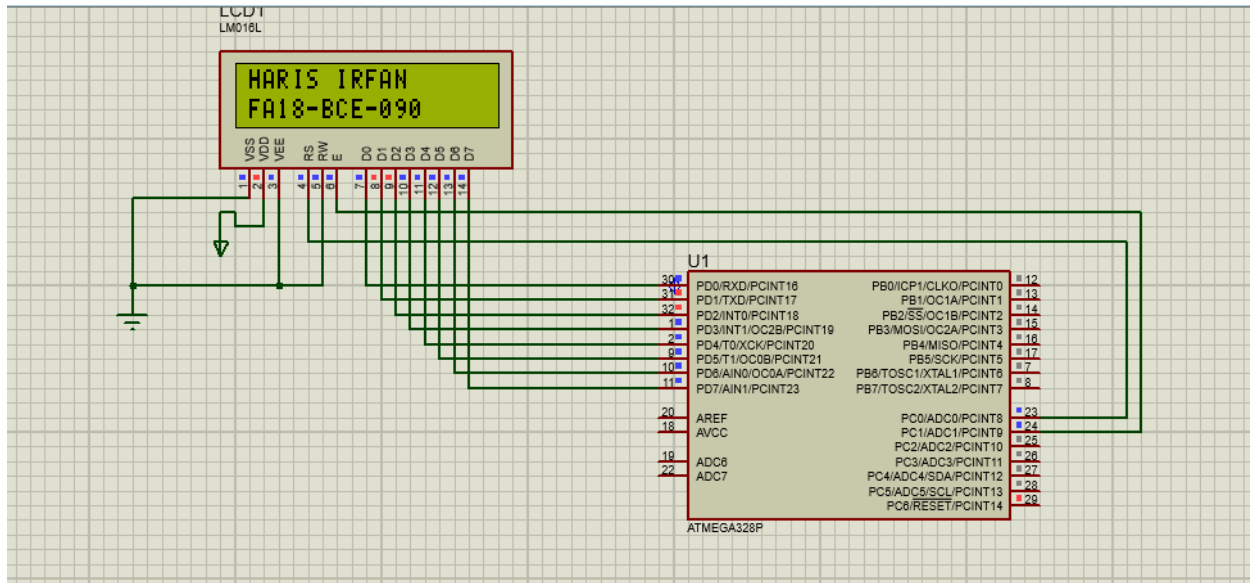 LCD1
LM016L
HARIS IRFAN
FA18-BCE-090
VSS
VDD
VEE
RS
RW
E
D0
D1
D2
D3
D4
D5
D6
D7
1
2
3
4
5
6
7
8
9
10
11
12
13
14
U1
30 PD0/RXD/PCINT16
31 PD1/TXD/PCINT17
32 PD2/INT0/PCINT18
1 PD3/INT1/OC2B/PCINT19
2 PD4/T0/XCK/PCINT20
9 PD5/T1/OC0B/PCINT21
10 PD6/AIN0/OC0A/PCINT22
11 PD7/AIN1/PCINT23
20 AREF
18 AVCC
19 ADC6
22 ADC7
PB0/ICP1/CLKO/PCINT0 12
PB1/OC1A/PCINT1 13
PB2/SS/OC1B/PCINT2 14
PB3/MOSI/OC2A/PCINT3 15
PB4/MISO/PCINT4 16
PB5/SCK/PCINT5 17
PB6/TOSC1/XTAL1/PCINT6 7
PB7/TOSC2/XTAL2/PCINT7 8
PC0/ADC0/PCINT8 23
PC1/ADC1/PCINT9 24
PC2/ADC2/PCINT10 25
PC3/ADC3/PCINT11 26
PC4/ADC4/SDA/PCINT12 27
PC5/ADC5/SCL/PCINT13 28
PC6/RESET/PCINT14 29
ATMEGA328P